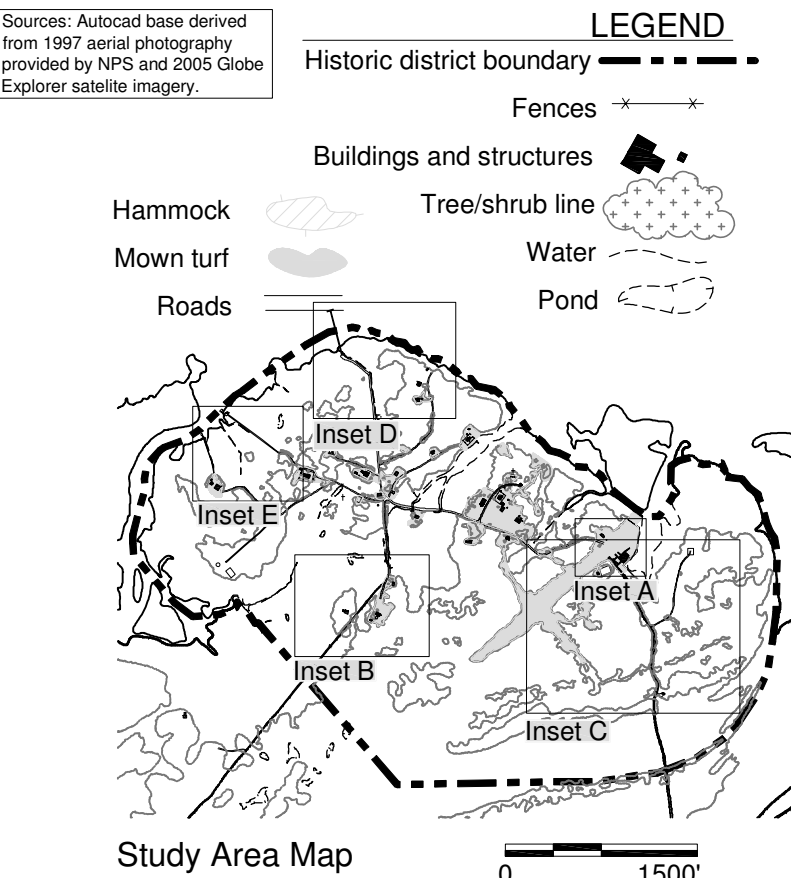 Sources: Autocad base derived
from 1997 aerial photography
provided by NPS and 2005 Globe
Explorer satelite imagery.
LEGEND
Historic district boundary
Fences
Buildings and structures
Hammock
Tree/shrub line
Mown turf
Water
Roads
Pond
Inset D
Inset E
Inset A
Inset B
Inset C
Study Area Map
0 1500'